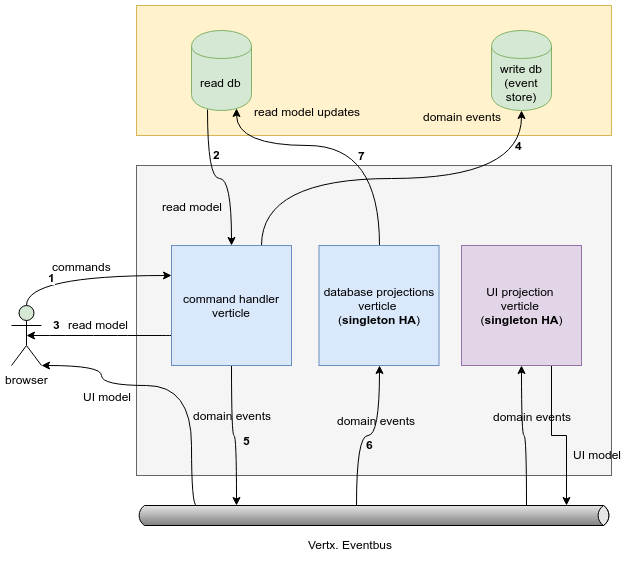 read db
write db
(event
store)
read model updates
domain events
2
7
4
read model
commands
1
command handler
verticle
database projections
verticle
(singleton HA)
UI projection
verticle
(singleton HA)
3
read model
browser
UI model
domain events
domain events
domain events
5
6
UI model
Vertx. Eventbus